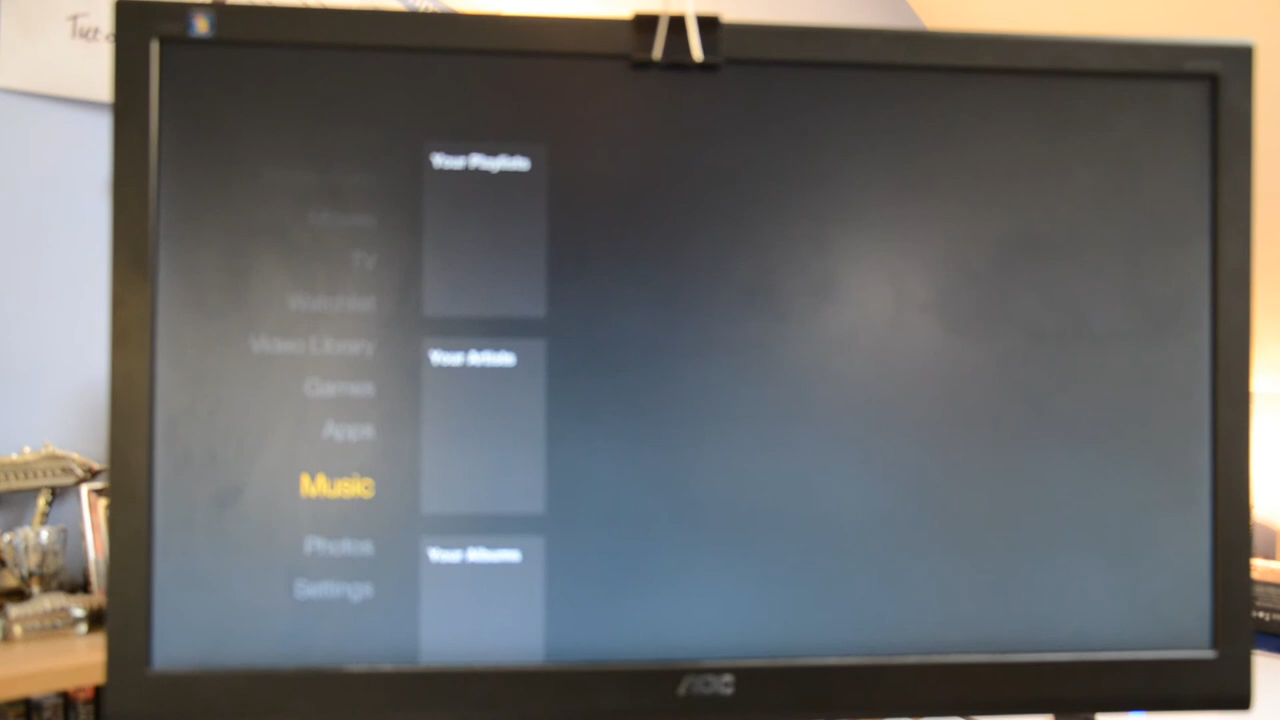 Your Playlists
Movies
TV
Watchlist
Your Artists
Video Library
Games
Apps
Music
Photos
Your Albums
Settings
AOC